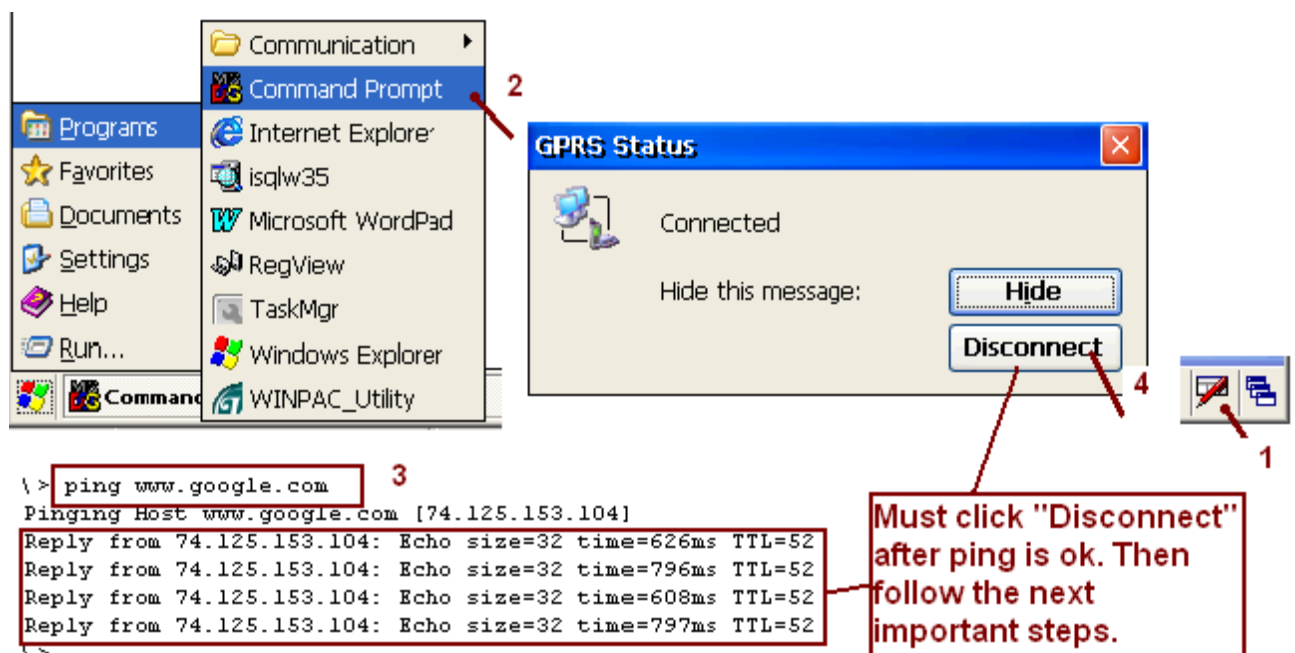 Communication
Command Prompt
2
Internet Explorer
isqlw35
Microsoft WordPad
RegView
TaskMgr
Windows Explorer
WINPAC_Utility
Programs
Favorites
Documents
Settings
Help
Run...
Command
GPRS Status
Connected
Hide this message:
Hide
Disconnect
4
1
\> ping www.google.com
3
Pinging Host www.google.com [74.125.153.104]
Reply from 74.125.153.104: Echo size=32 time=626ms TTL=52
Reply from 74.125.153.104: Echo size=32 time=796ms TTL=52
Reply from 74.125.153.104: Echo size=32 time=608ms TTL=52
Reply from 74.125.153.104: Echo size=32 time=797ms TTL=52
\>
Must click "Disconnect"
after ping is ok. Then
follow the next
important steps.